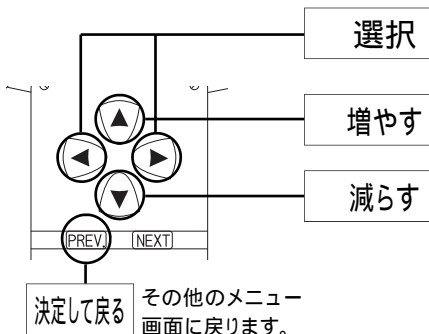 選択
増やす
減らす
PREV.
NEXT
決定して戻る
その他のメニュー
画面に戻ります。